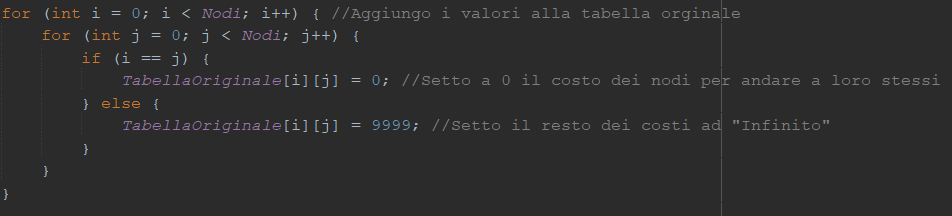 for (int i = 0; i < Nodi; i++) { //Aggiungo i valori alla tabella orginale
for (int j = 0; j < Nodi; j++) {
if (i == j) {
TabellaOriginale[i][j] = 0; //Setto a 0 il costo dei nodi per andare a loro stessi
} else {
TabellaOriginale[i][j] = 9999; //Setto il resto dei costi ad "Infinito"
}
}
}